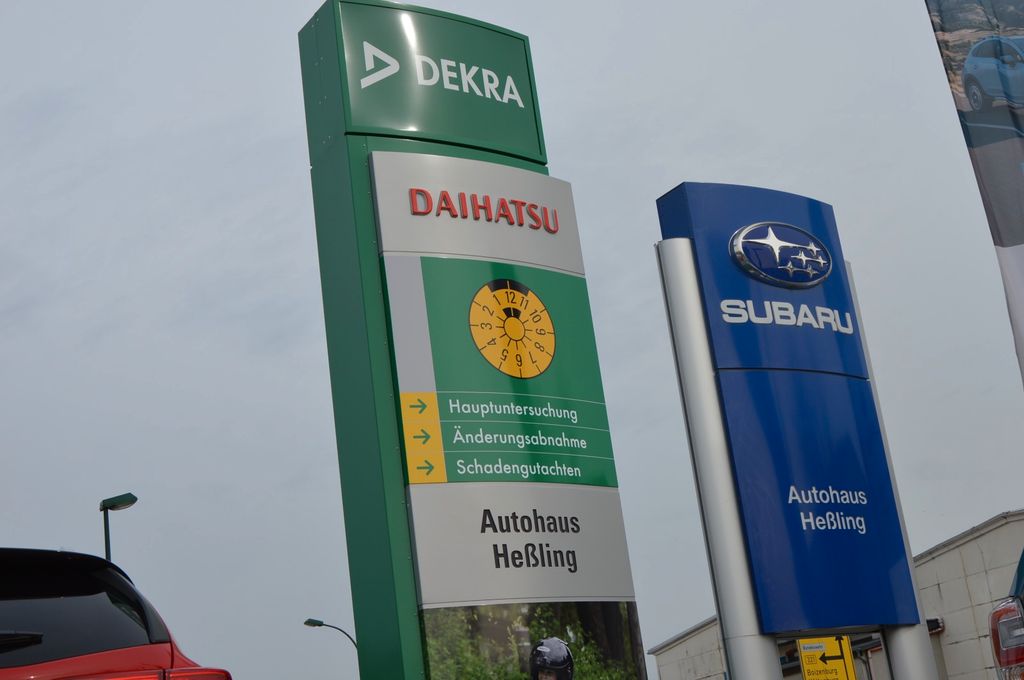 DEKRA
DAIHATSU
12
1
2
3
4
5
6
7
8
9
10
11
Hauptuntersuchung
Änderungsabnahme
Schadengutachten
Autohaus
Heßling
SUBARU
Autohaus
Heßling
Boizenburg